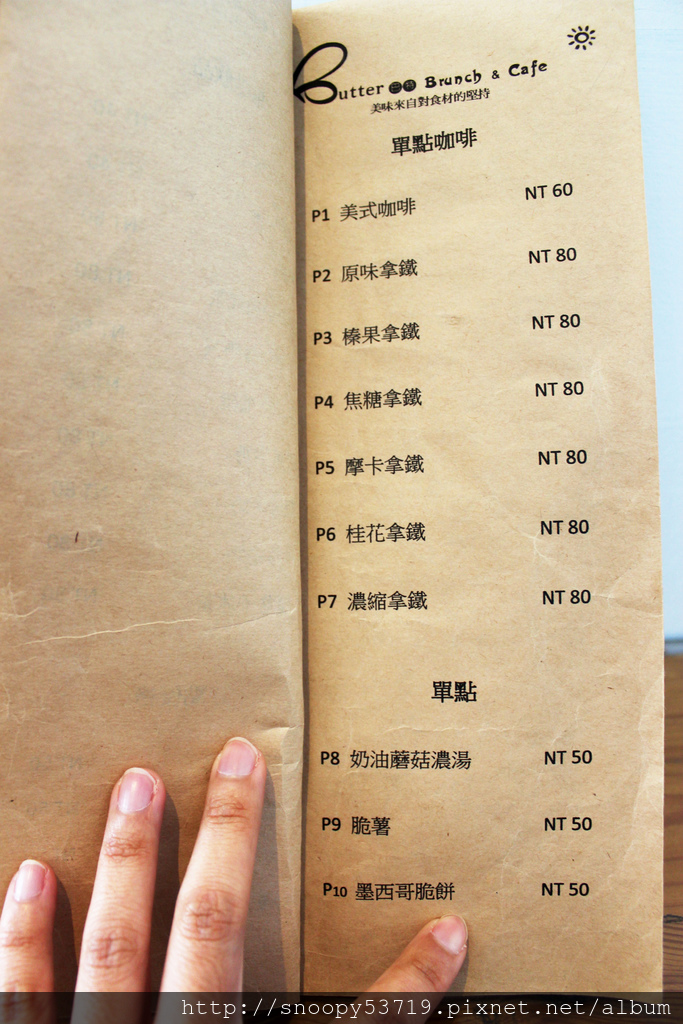 Butter 巴特 Brunch & Cafe
美味來自對食材的堅持
單點咖啡
P1 美式咖啡 NT 60
P2 原味拿鐵 NT 80
P3 榛果拿鐵 NT 80
P4 焦糖拿鐵 NT 80
P5 摩卡拿鐵 NT 80
P6 桂花拿鐵 NT 80
P7 濃縮拿鐵 NT 80
單點
P8 奶油蘑菇濃湯 NT 50
P9 脆薯 NT 50
P10 墨西哥脆餅 NT 50
http://snoopy53719.pixnet.net/album